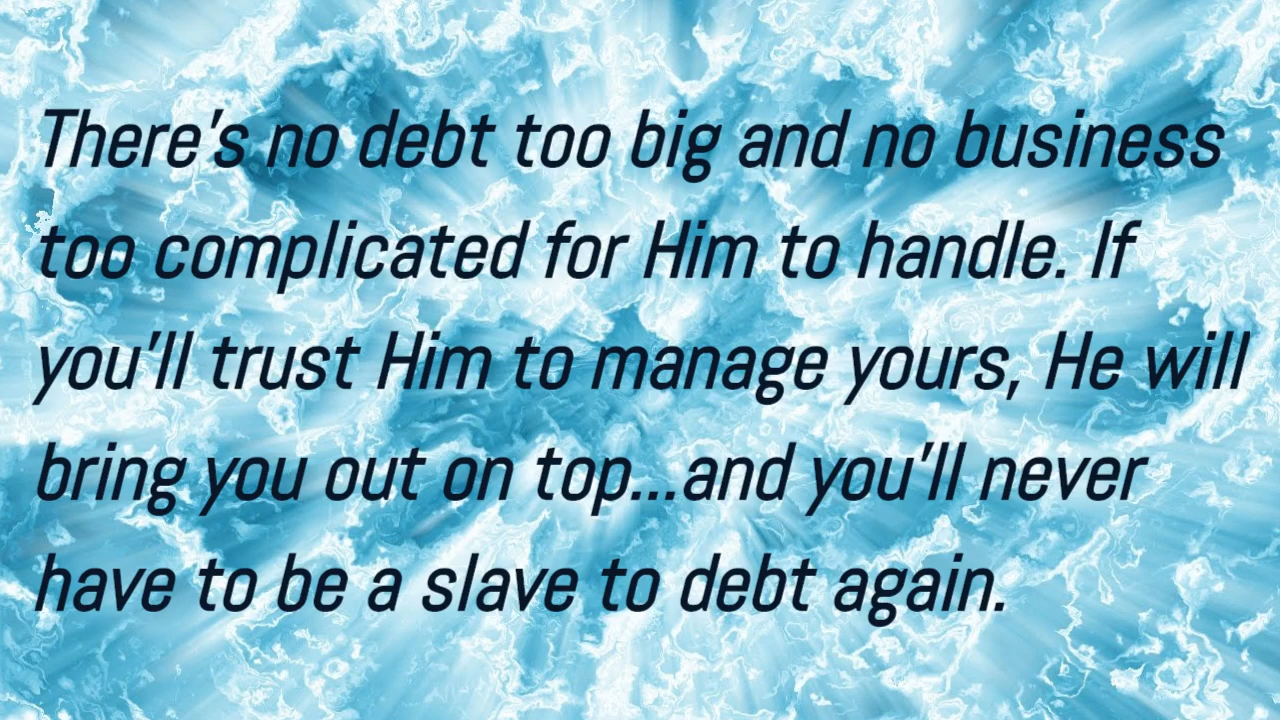 There's no debt too big and no business
too complicated for Him to handle. If
you'll trust Him to manage yours, He will
bring you out on top...and you'll never
have to be a slave to debt again.